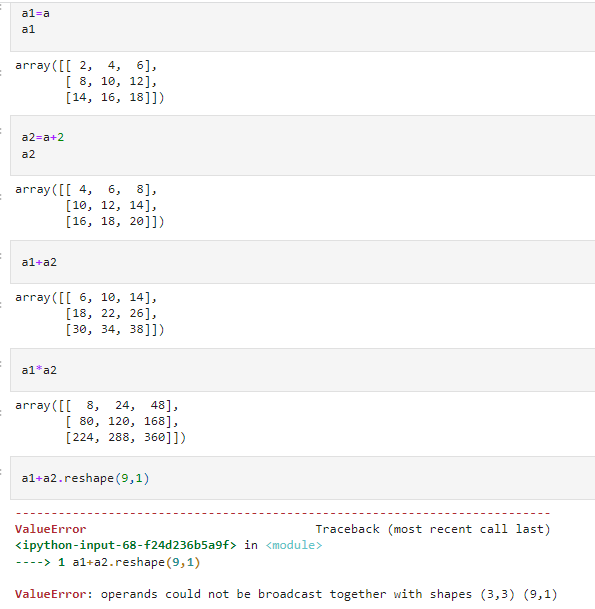 a1=a
a1
array([[ 2,  4,  6],
       [ 8, 10, 12],
       [14, 16, 18]])
a2=a+2
a2
array([[ 4,  6,  8],
       [10, 12, 14],
       [16, 18, 20]])
a1+a2
array([[ 6, 10, 14],
       [18, 22, 26],
       [30, 34, 38]])
a1*a2
array([[  8,  24,  48],
       [ 80, 120, 168],
       [224, 288, 360]])
a1+a2.reshape(9,1)
---------------------------------------------------------------------------
ValueError                                Traceback (most recent call last)
<ipython-input-68-f24d236b5a9f> in <module>
----> 1 a1+a2.reshape(9,1)
ValueError: operands could not be broadcast together with shapes (3,3) (9,1)